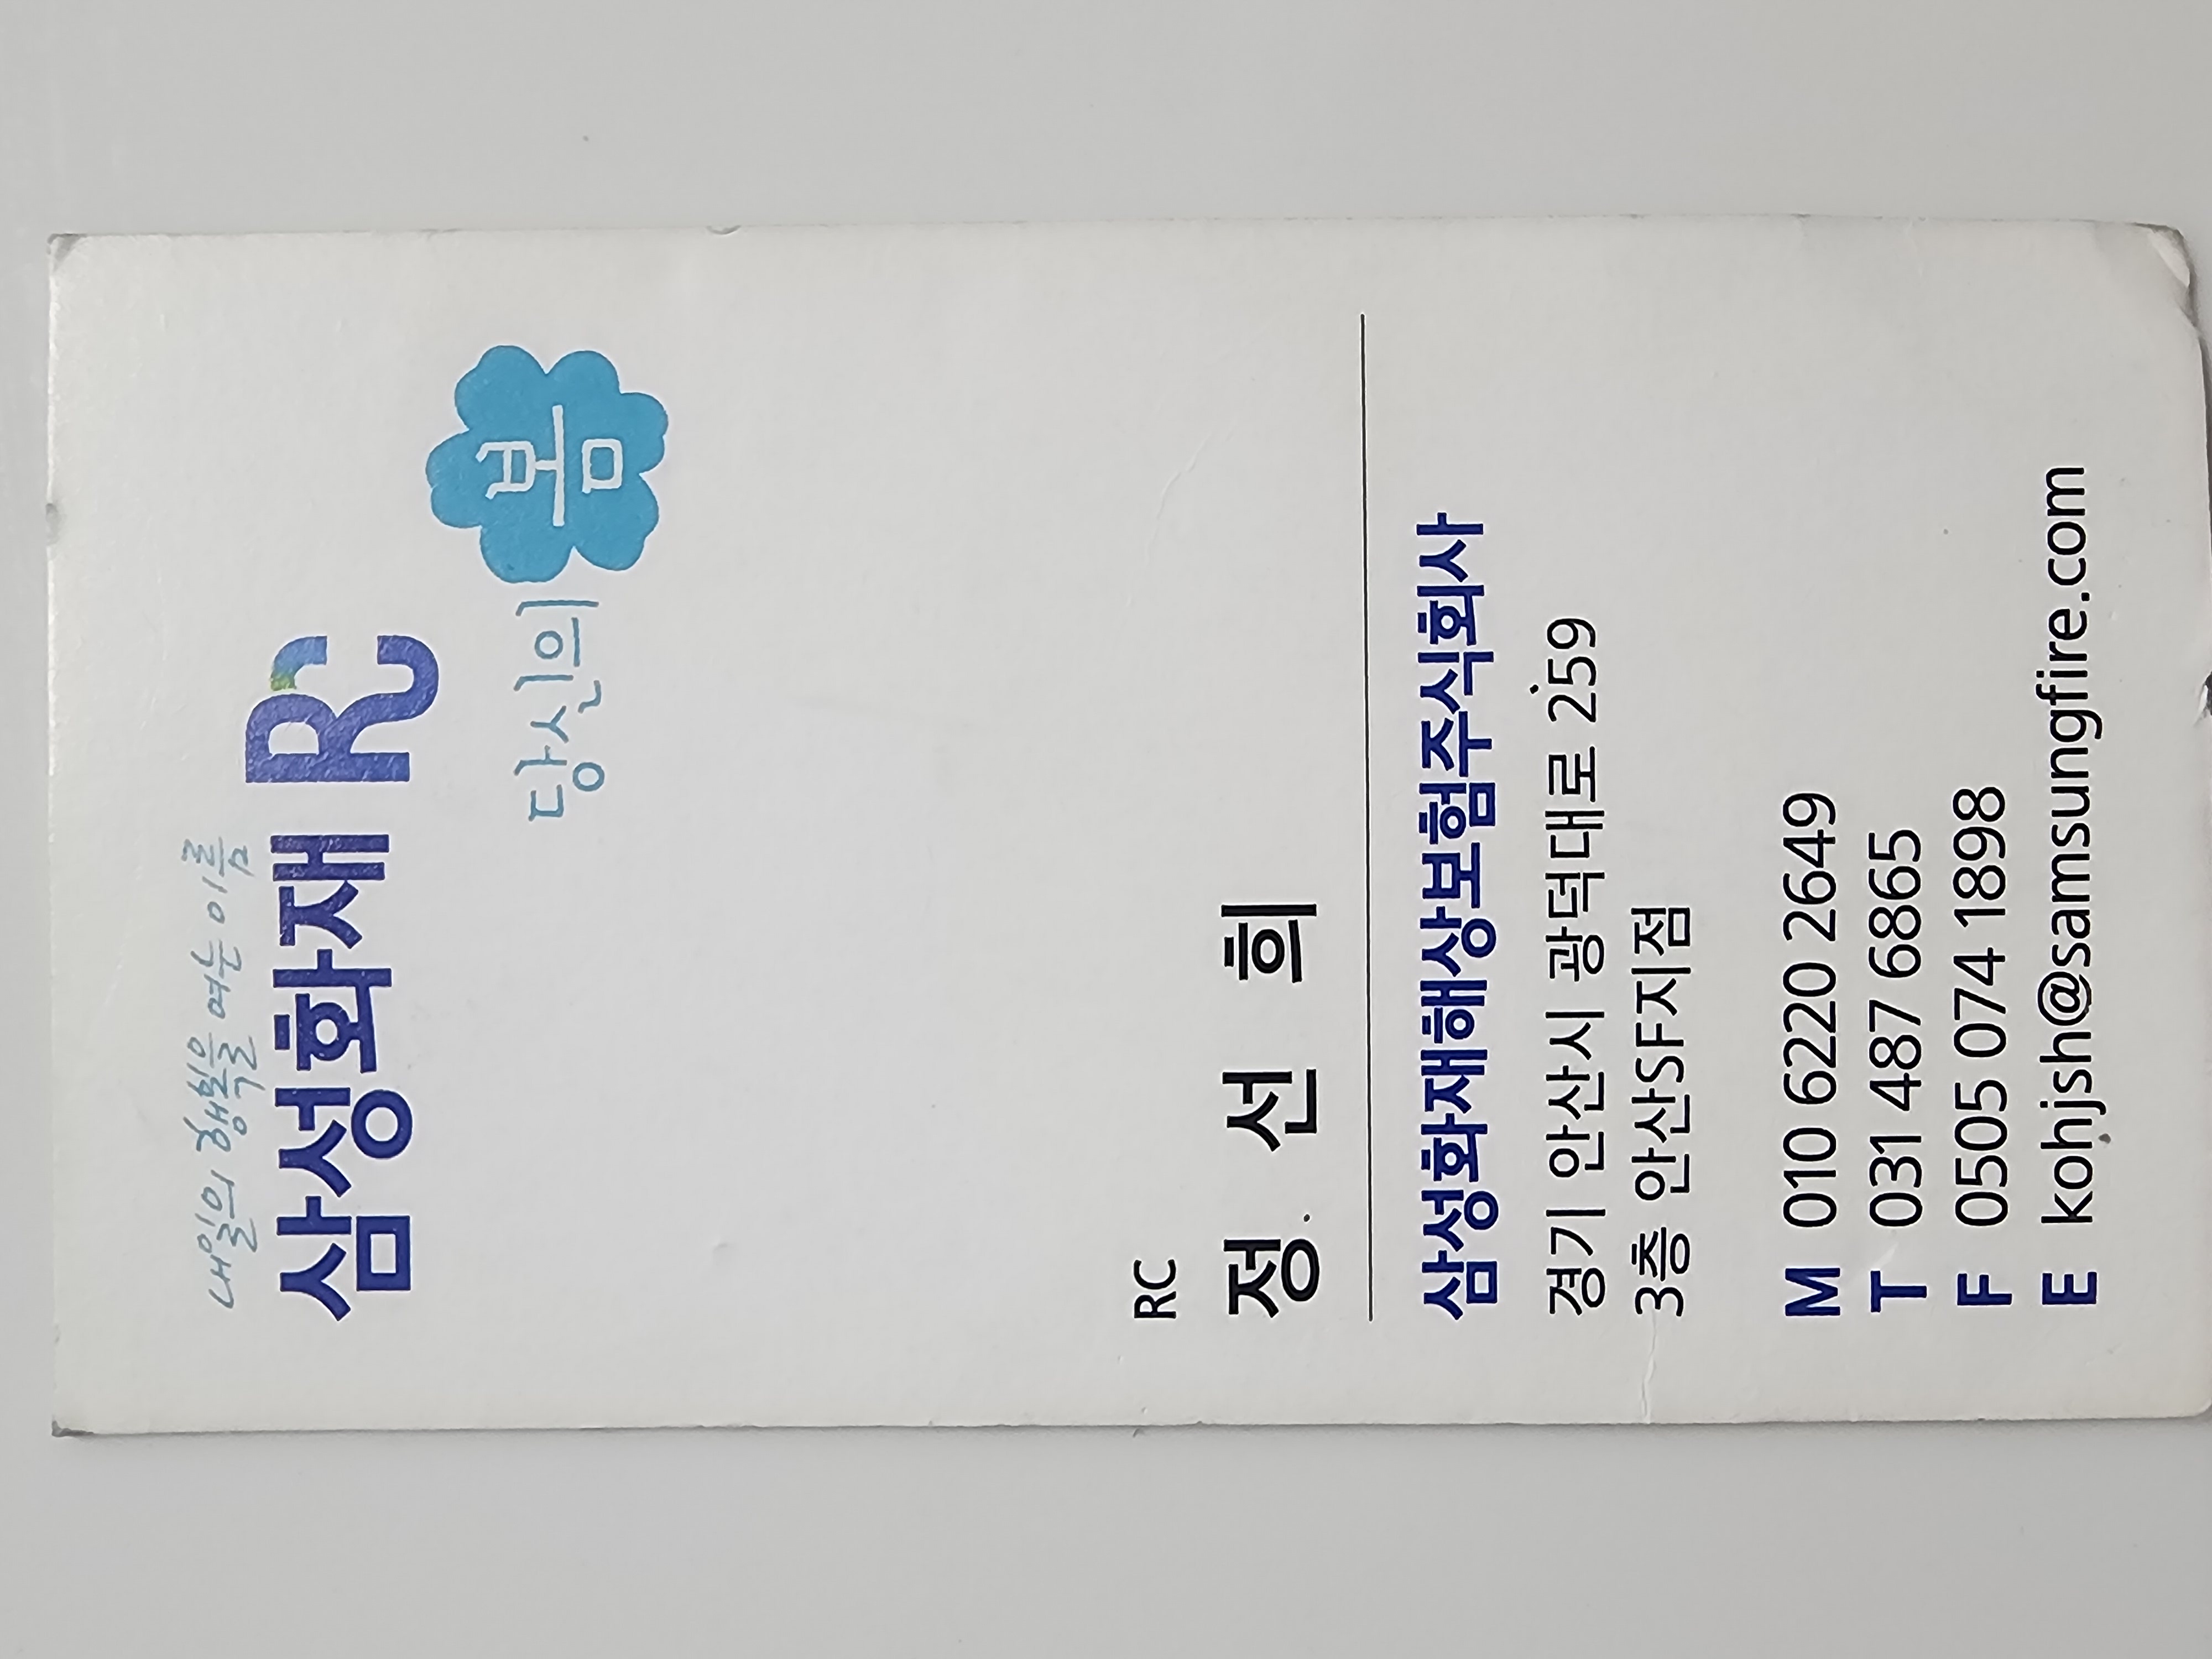 내일의 행복을 여는 이름
삼성화재 RC
당신의 봄
RC
정 선 희
삼성화재해상보험주식회사
경기 안산시 광덕대로 259
3층 안산SF지점
M 010 6220 2649
T 031 487 6865
F 0505 074 1898
E kohjsh@samsungfire.com